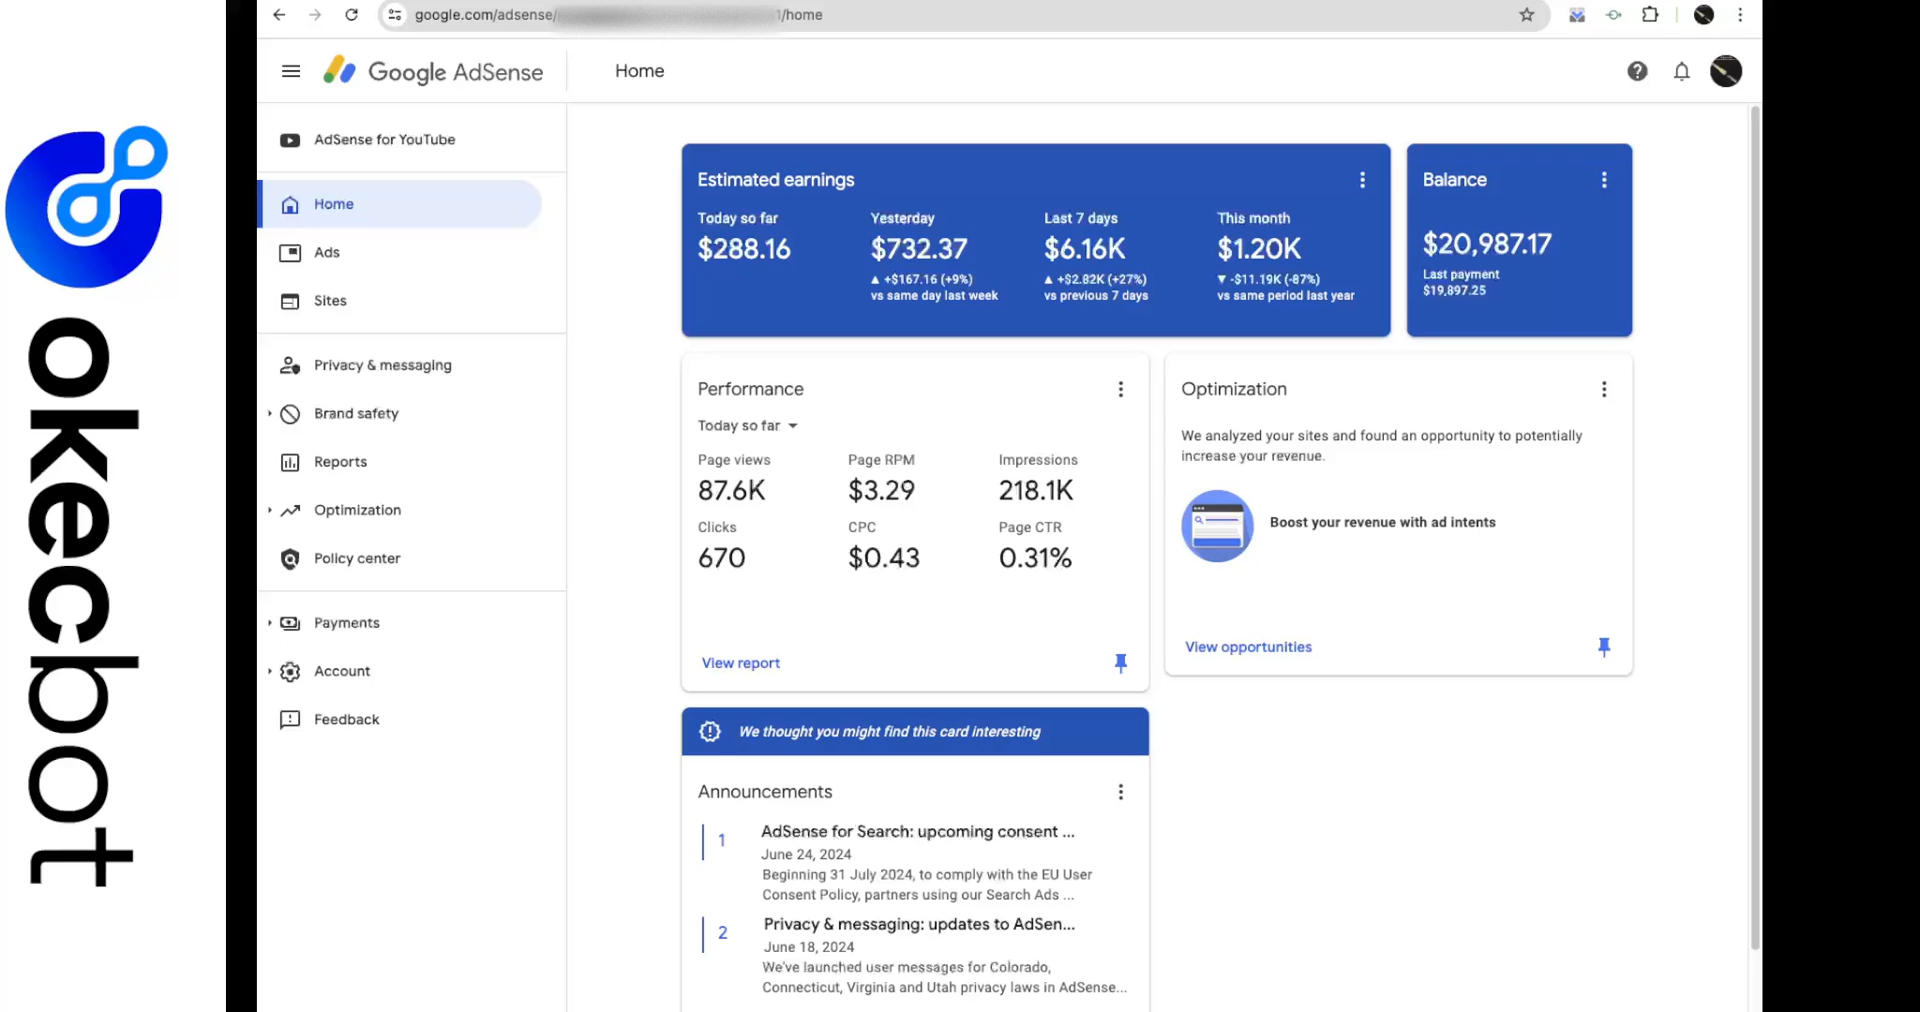 okecbot
google.com/adsense/
/home
Google AdSense
Home
AdSense for YouTube
Home
Ads
Sites
Privacy & messaging
Brand safety
Reports
Optimization
Policy center
Payments
Account
Feedback
Estimated earnings
Today so far
$288.16
Yesterday
$732.37
▲ +$167.16 (+9%)
vs same day last week
Last 7 days
$6.16K
▲ +$2.82K (+27%)
vs previous 7 days
This month
$1.20K
▼ -$11.19K (-87%)
vs same period last year
Balance
$20,987.17
Last payment
$19,897.25
Performance
Today so far
Page views
87.6K
Page RPM
$3.29
Impressions
218.1K
Clicks
670
CPC
$0.43
Page CTR
0.31%
View report
Optimization
We analyzed your sites and found an opportunity to potentially
increase your revenue.
Boost your revenue with ad intents
View opportunities
We thought you might find this card interesting
Announcements
1
AdSense for Search: upcoming consent ...
June 24, 2024
Beginning 31 July 2024, to comply with the EU User
Consent Policy, partners using our Search Ads ...
2
Privacy & messaging: updates to AdSen...
June 18, 2024
We've launched user messages for Colorado,
Connecticut, Virginia and Utah privacy laws in AdSense...